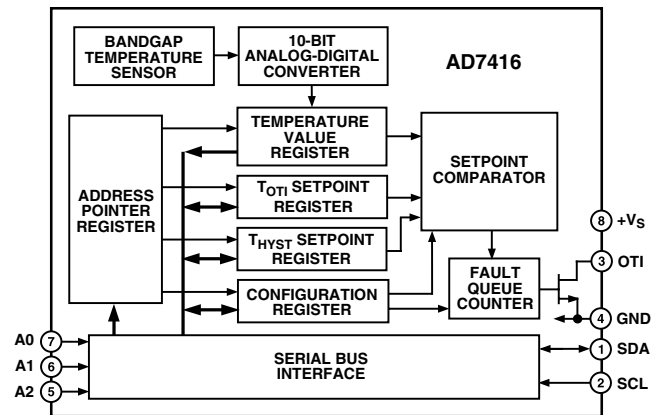 BANDGAP
TEMPERATURE
SENSOR
10-BIT
ANALOG-DIGITAL
CONVERTER
AD7416
ADDRESS
POINTER
REGISTER
TEMPERATURE
VALUE
REGISTER
TOTI SETPOINT
REGISTER
THYST SETPOINT
REGISTER
CONFIGURATION
REGISTER
SETPOINT
COMPARATOR
FAULT
QUEUE
COUNTER
SERIAL BUS
INTERFACE
A0 7
A1 6
A2 5
8 +VS
3 OTI
4 GND
1 SDA
2 SCL